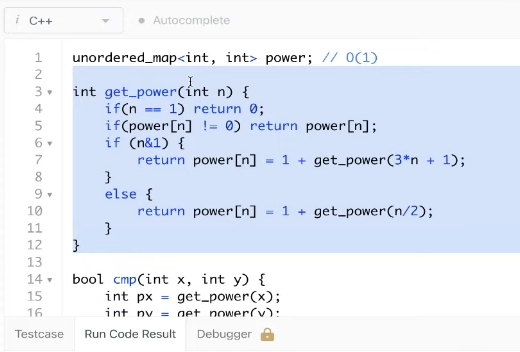 i C++ Autocomplete
1 unordered_map<int, int> power; // O(1)
2
3 int get_power(int n) {
4 if(n == 1) return 0;
5 if(power[n] != 0) return power[n];
6 if (n&1) {
7 return power[n] = 1 + get_power(3*n + 1);
8 }
9 else {
10 return power[n] = 1 + get_power(n/2);
11 }
12 }
13
14 bool cmp(int x, int y) {
15 int px = get_power(x);
16 int py = get_power(y);
Testcase Run Code Result Debugger